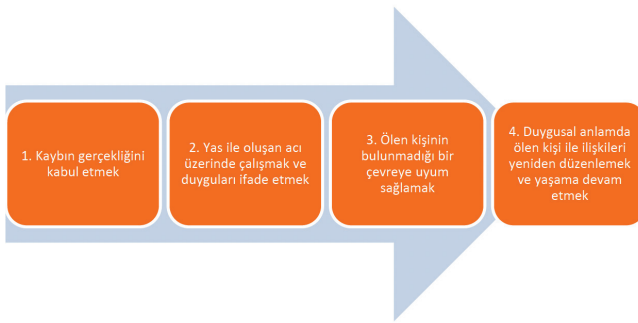 1. Kaybın gerçekliğini
kabul etmek
2. Yas ile oluşan acı
üzerinde çalışmak ve
duyguları ifade etmek
3. Ölen kişinin
bulunmadığı bir
çevreye uyum
sağlamak
4. Duygusal anlamda
ölen kişi ile ilişkileri
yeniden düzenlemek
ve yaşama devam
etmek